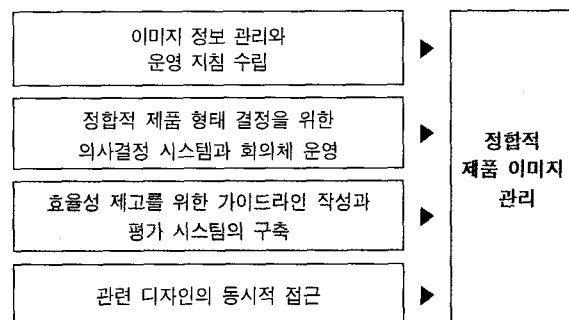 이미지 정보 관리와
운영 지침 수립
정합적 제품 형태 결정을 위한
의사결정 시스템과 회의체 운영
효율성 제고를 위한 가이드라인 작성과
평가 시스템의 구축
관련 디자인의 동시적 접근
정합적
제품 이미지
관리